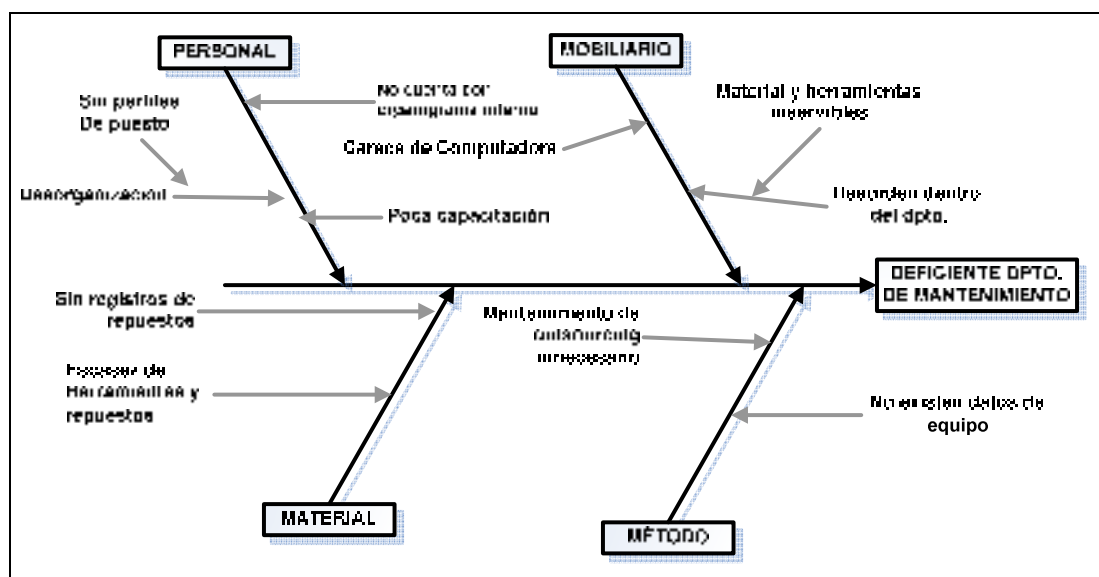 PERSONAL
MOBILIARIO
Sin perfiles
De puesto
No cuenta con
organigrama interno
Material y herramientas
inservibles
Carece de Computadora
Desorganización
Poca capacitación
Desorden dentro
del dpto.
DEFICIENTE DPTO.
DE MANTENIMIENTO
Sin registros de
repuestos
Mantenimiento de
outsourcing
innecesario
Escasez de
Herramientas y
repuestos
No existen datos de
equipo
MATERIAL
MÉTODO